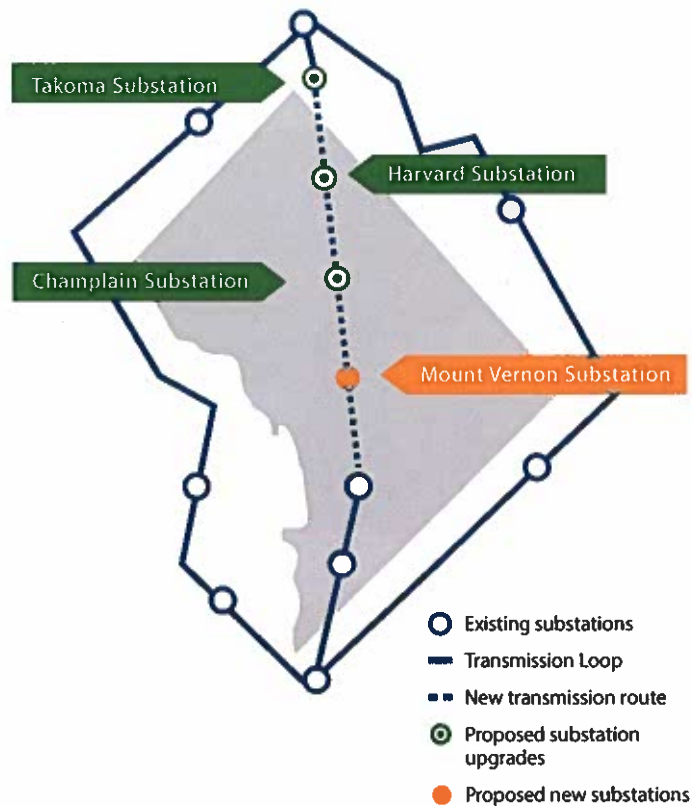 Takoma Substation
Harvard Substation
Champlain Substation
Mount Vernon Substation
Existing substations
Transmission Loop
New transmission route
Proposed substation
upgrades
Proposed new substations